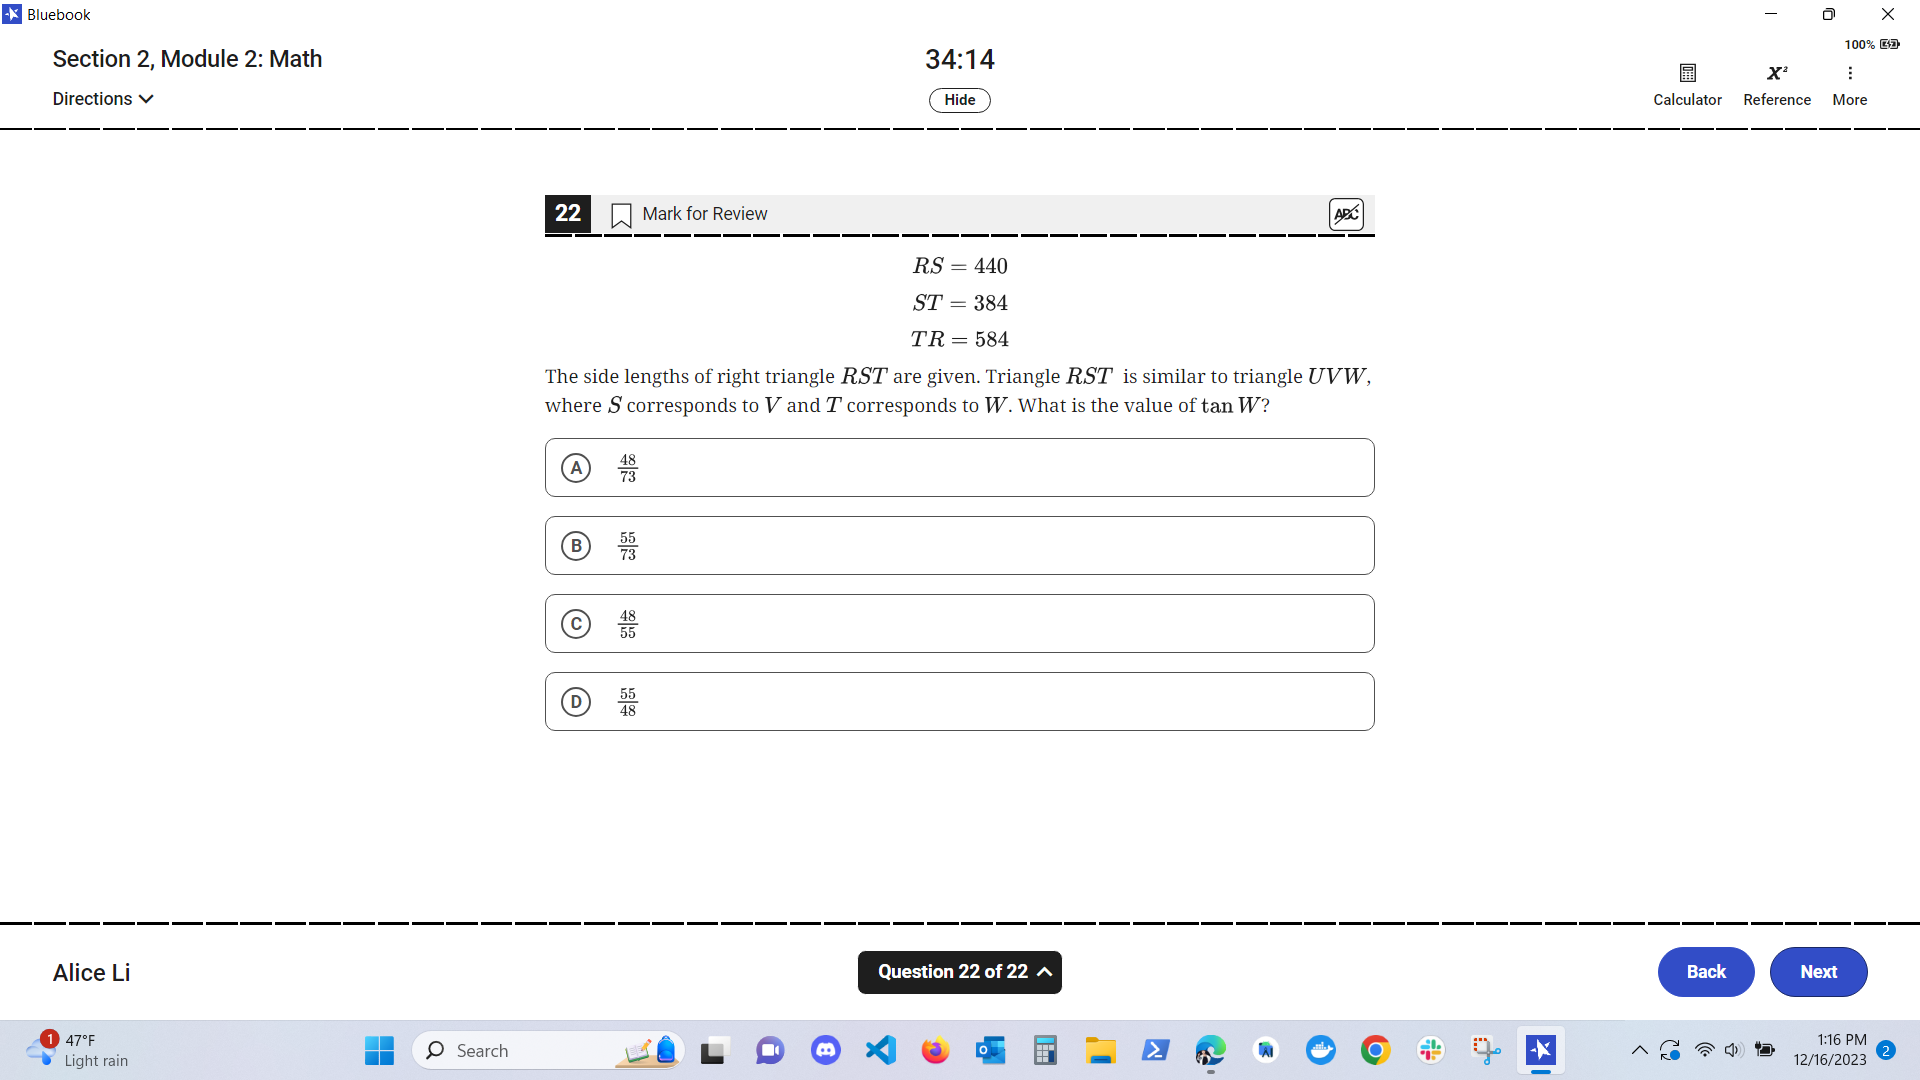 Bluebook
Section 2, Module 2: Math
34:14
100%
Directions
Hide
Calculator
Reference
More
22
Mark for Review
ABC
RS = 440
ST = 384
TR = 584
The side lengths of right triangle RST are given. Triangle RST is similar to triangle UVW,
where S corresponds to V and T corresponds to W. What is the value of tan W?
A 48/73
B 55/73
C 48/55
D 55/48
Alice Li
Question 22 of 22
Back
Next
1
47°F
Light rain
Search
1:16 PM
12/16/2023
2